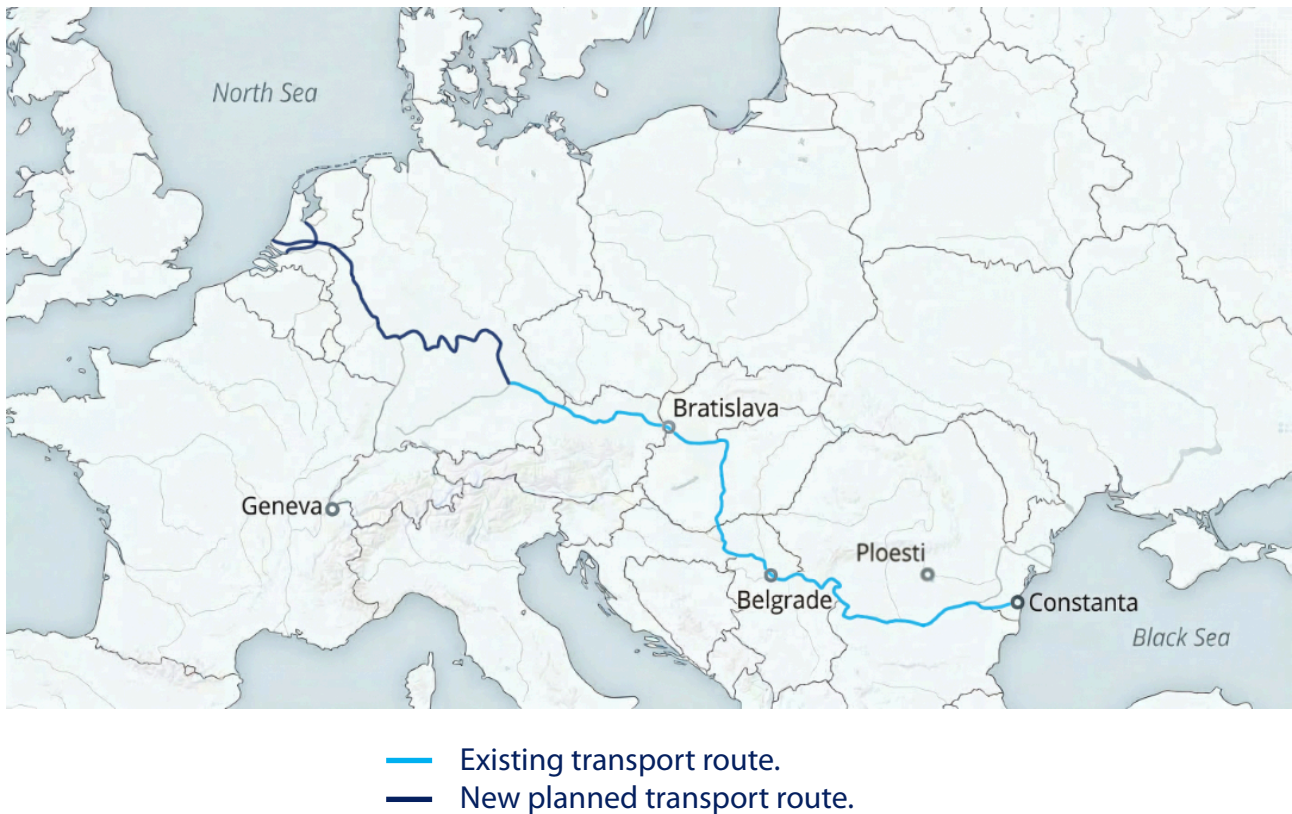 North Sea
Bratislava
Geneva
Ploesti
Belgrade
Constanta
Black Sea
Existing transport route.
New planned transport route.